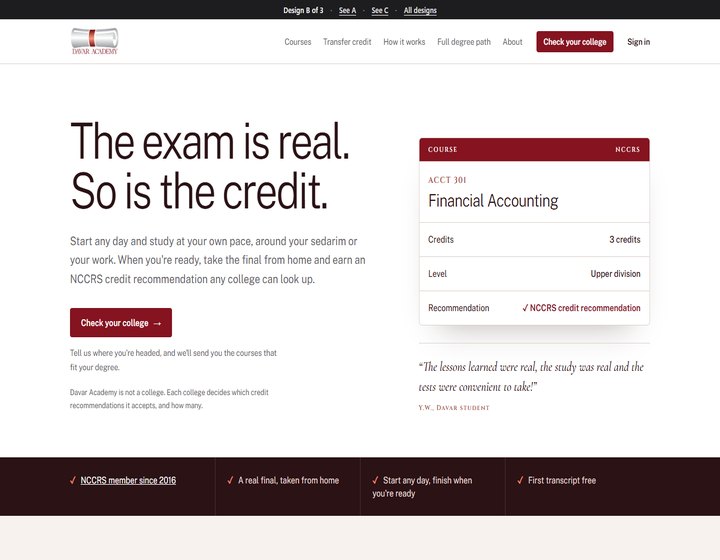 Design B of 3 · See A · See C · All designs
DAVAR ACADEMY
Courses Transfer credit How it works Full degree path About Check your college Sign in
The exam is real.
So is the credit.
Start any day and study at your own pace, around your sedarim or
your work. When you're ready, take the final from home and earn an
NCCRS credit recommendation any college can look up.
Check your college →
Tell us where you're headed, and we'll send you the courses that
fit your degree.
Davar Academy is not a college. Each college decides which credit
recommendations it accepts, and how many.
COURSE NCCRS
ACCT 301
Financial Accounting
Credits 3 credits
Level Upper division
Recommendation ✓ NCCRS credit recommendation
“The lessons learned were real, the study was real and the
tests were convenient to take!”
Y.W., DAVAR STUDENT
✓ NCCRS member since 2016
✓ A real final, taken from home
✓ Start any day, finish when
you're ready
✓ First transcript free